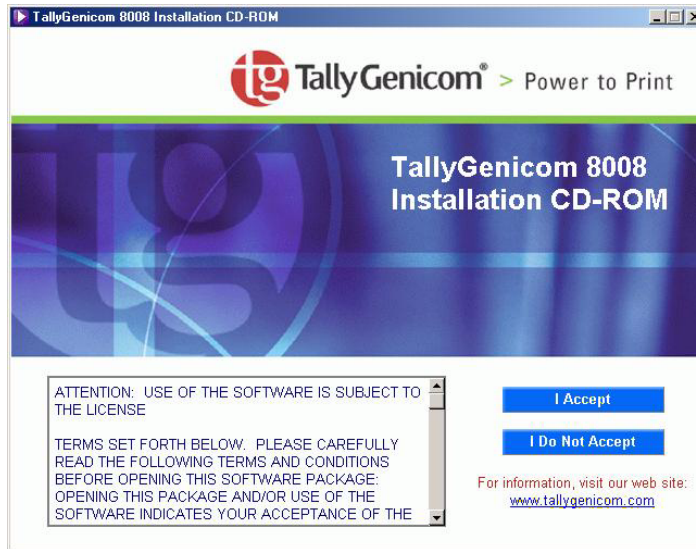 TallyGenicom 8008 Installation CD-ROM
tg TallyGenicom® > Power to Print
TallyGenicom 8008
Installation CD-ROM
ATTENTION: USE OF THE SOFTWARE IS SUBJECT TO
THE LICENSE
TERMS SET FORTH BELOW. PLEASE CAREFULLY
READ THE FOLLOWING TERMS AND CONDITIONS
BEFORE OPENING THIS SOFTWARE PACKAGE:
OPENING THIS PACKAGE AND/OR USE OF THE
SOFTWARE INDICATES YOUR ACCEPTANCE OF THE
I Accept
I Do Not Accept
For information, visit our web site:
www.tallygenicom.com